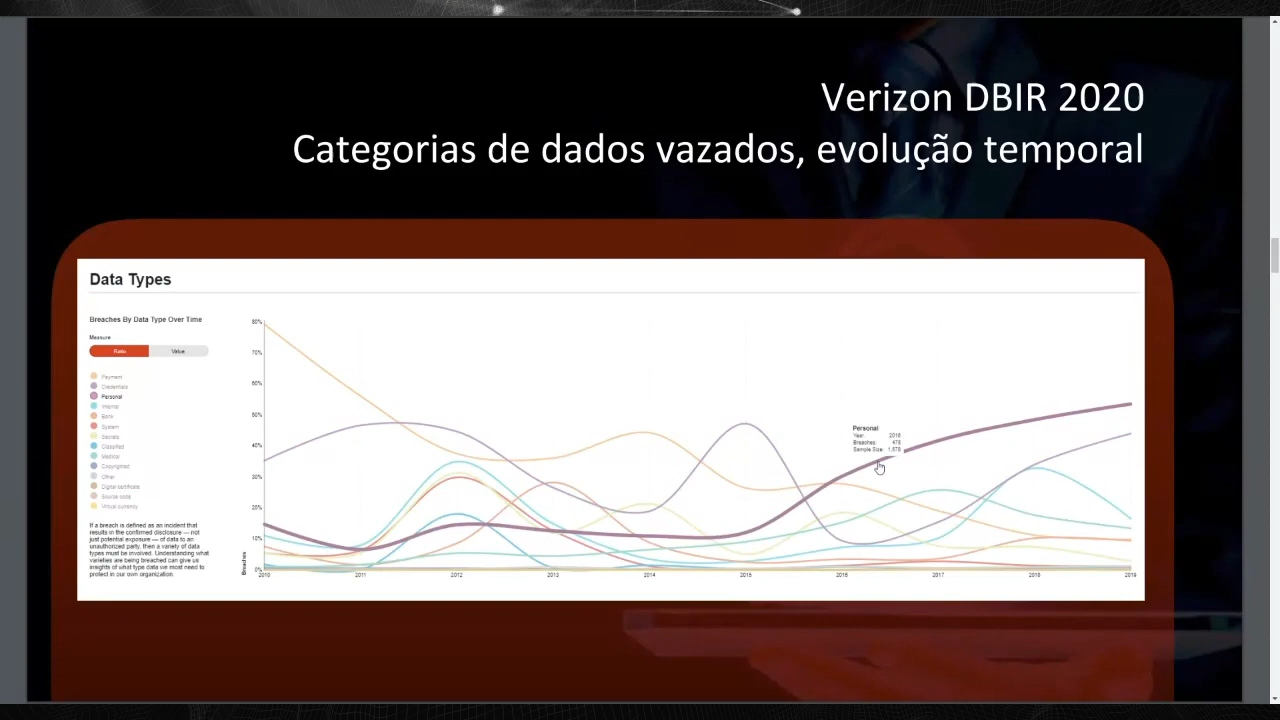 Verizon DBIR 2020
Categorias de dados vazados, evolução temporal
Data Types
Breaches By Data Type Over Time
Measure
Ratio
Value
Payment
Credentials
Personal
Internal
Bank
System
Secrets
Classified
Medical
Copyrighted
Other
Digital certificate
Source code
Virtual currency
If a breach is defined as an incident that
results in the confirmed disclosure — not
just potential exposure — of data to an
unauthorized party, then a variety of data
types must be involved. Understanding what
varieties are being breached can give us
insights of what type data we most need to
protect in our own organization.
80%
70%
60%
50%
40%
30%
20%
10%
0%
Breaches
Personal
Year: 2016
Breaches: 478
Sample Size:
2010 2011 2012 2013 2014 2015 2016 2017 2018 2019